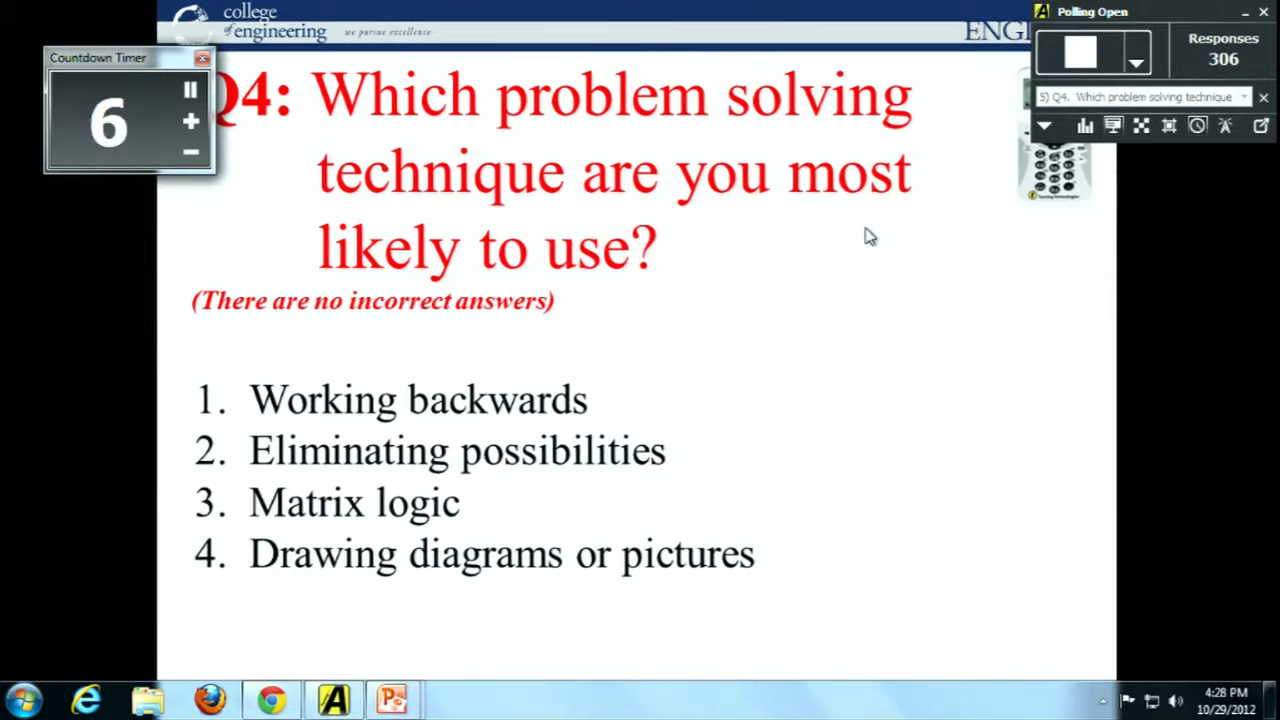 college
of engineering
we pursue excellence
ENGI
Polling Open
Responses
306
5) Q4. Which problem solving technique
Countdown Timer
6
Q4: Which problem solving
technique are you most
likely to use?
(There are no incorrect answers)
1. Working backwards
2. Eliminating possibilities
3. Matrix logic
4. Drawing diagrams or pictures
4:28 PM
10/29/2012